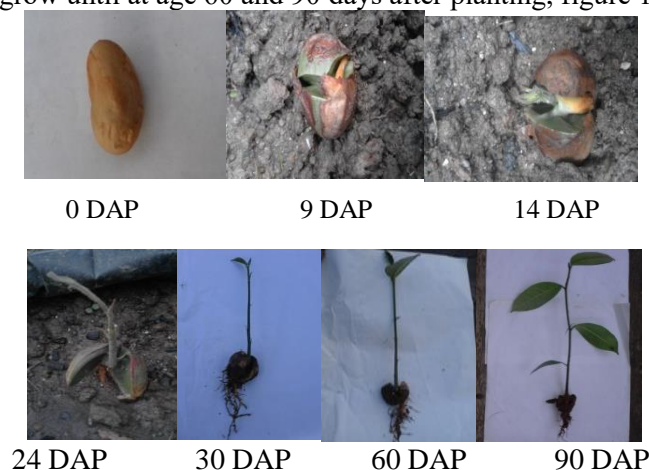 grow until at age 60 and 90 days after planting, figure 1
0 DAP 9 DAP 14 DAP
24 DAP 30 DAP 60 DAP 90 DAP